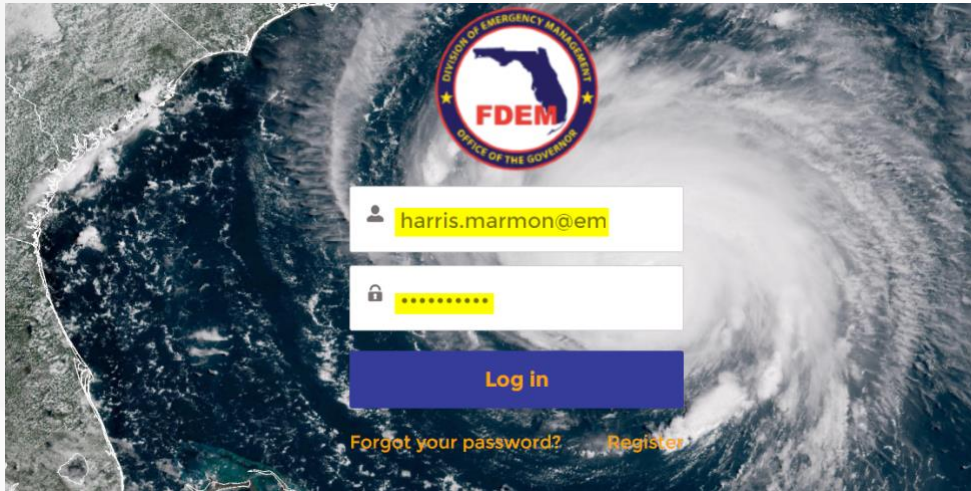 DIVISION OF EMERGENCY MANAGEMENT
FDEM
OFFICE OF THE GOVERNOR
harris.marmon@em
••••••••••
Log in
Forgot your password? Register